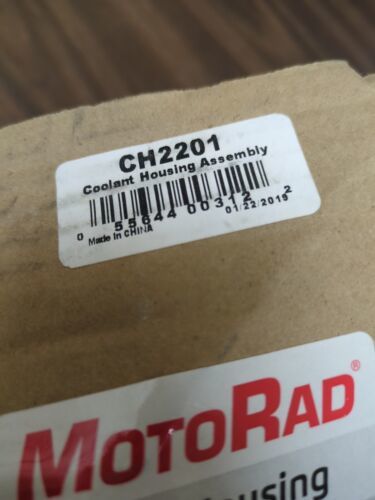 CH2201
Coolant Housing Assembly
0 55644 00312 2
01/22/2019
Made In CHINA
MOTORAD®
Housing